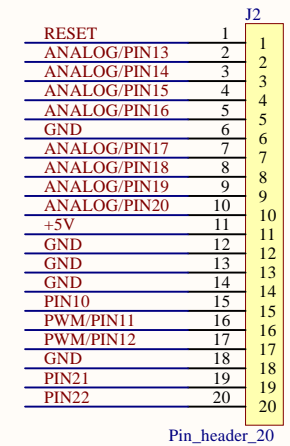 J2
RESET 1 1
ANALOG/PIN13 2 2
ANALOG/PIN14 3 3
ANALOG/PIN15 4 4
ANALOG/PIN16 5 5
GND 6 6
ANALOG/PIN17 7 7
ANALOG/PIN18 8 8
ANALOG/PIN19 9 9
ANALOG/PIN20 10 10
+5V 11 11
GND 12 12
GND 13 13
GND 14 14
PIN10 15 15
PWM/PIN11 16 16
PWM/PIN12 17 17
GND 18 18
PIN21 19 19
PIN22 20 20
Pin_header_20